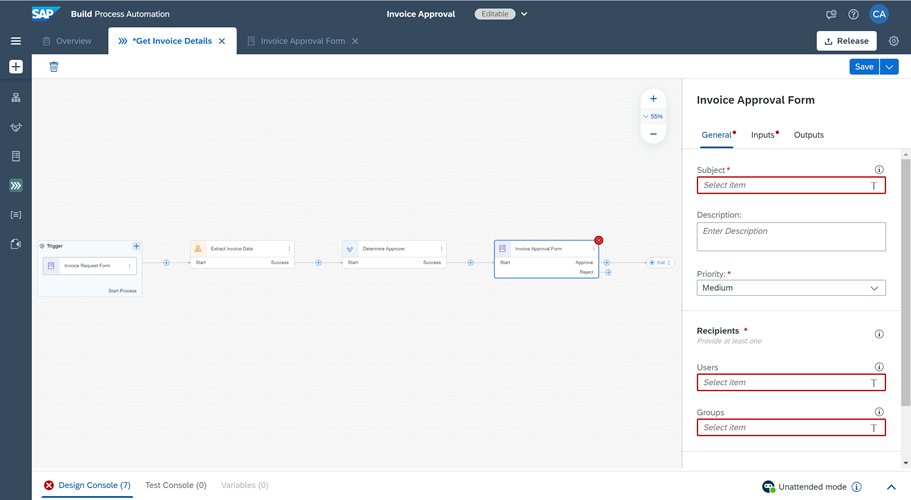 SAP Build Process Automation
Invoice Approval
Editable
CA
Overview
*Get Invoice Details
Invoice Approval Form
Release
Save
55%
Trigger
Invoice Request Form
Start Process
Extract Invoice Data
Start Success
Determine Approver
Start Success
Invoice Approval Form
Start Approve
Reject
End
Invoice Approval Form
General* Inputs* Outputs
Subject*
Select item
T
Description:
Enter Description
Priority:*
Medium
Recipients *
Provide at least one
Users
Select item
T
Groups
Select item
T
Design Console (7) Test Console (0) Variables (0)
Unattended mode